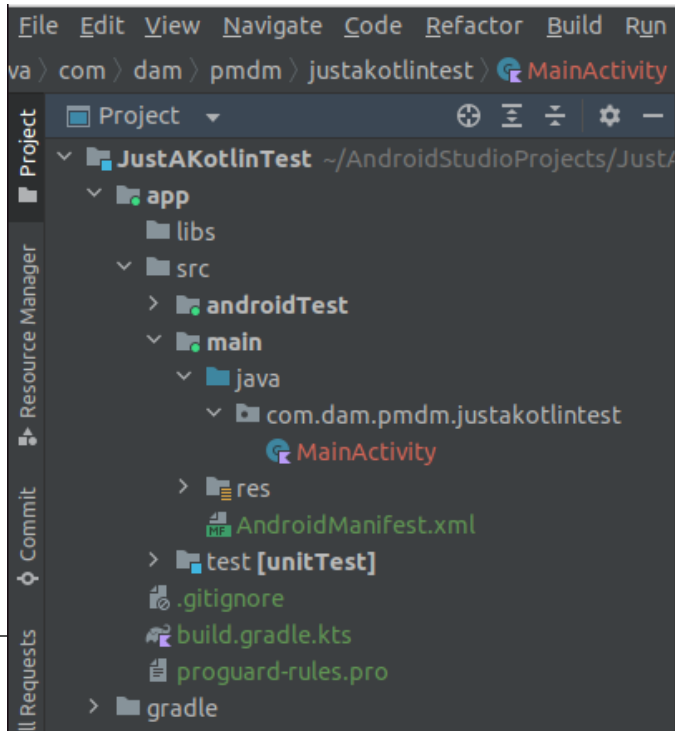 File Edit View Navigate Code Refactor Build Run
va 〉 com 〉 dam 〉 pmdm 〉 justakotlintest 〉 MainActivity
Project
JustAKotlinTest ~/AndroidStudioProjects/JustA
app
libs
src
androidTest
main
java
com.dam.pmdm.justakotlintest
MainActivity
res
MF AndroidManifest.xml
test [unitTest]
.gitignore
build.gradle.kts
proguard-rules.pro
gradle
Project
Resource Manager
Commit
ll Requests